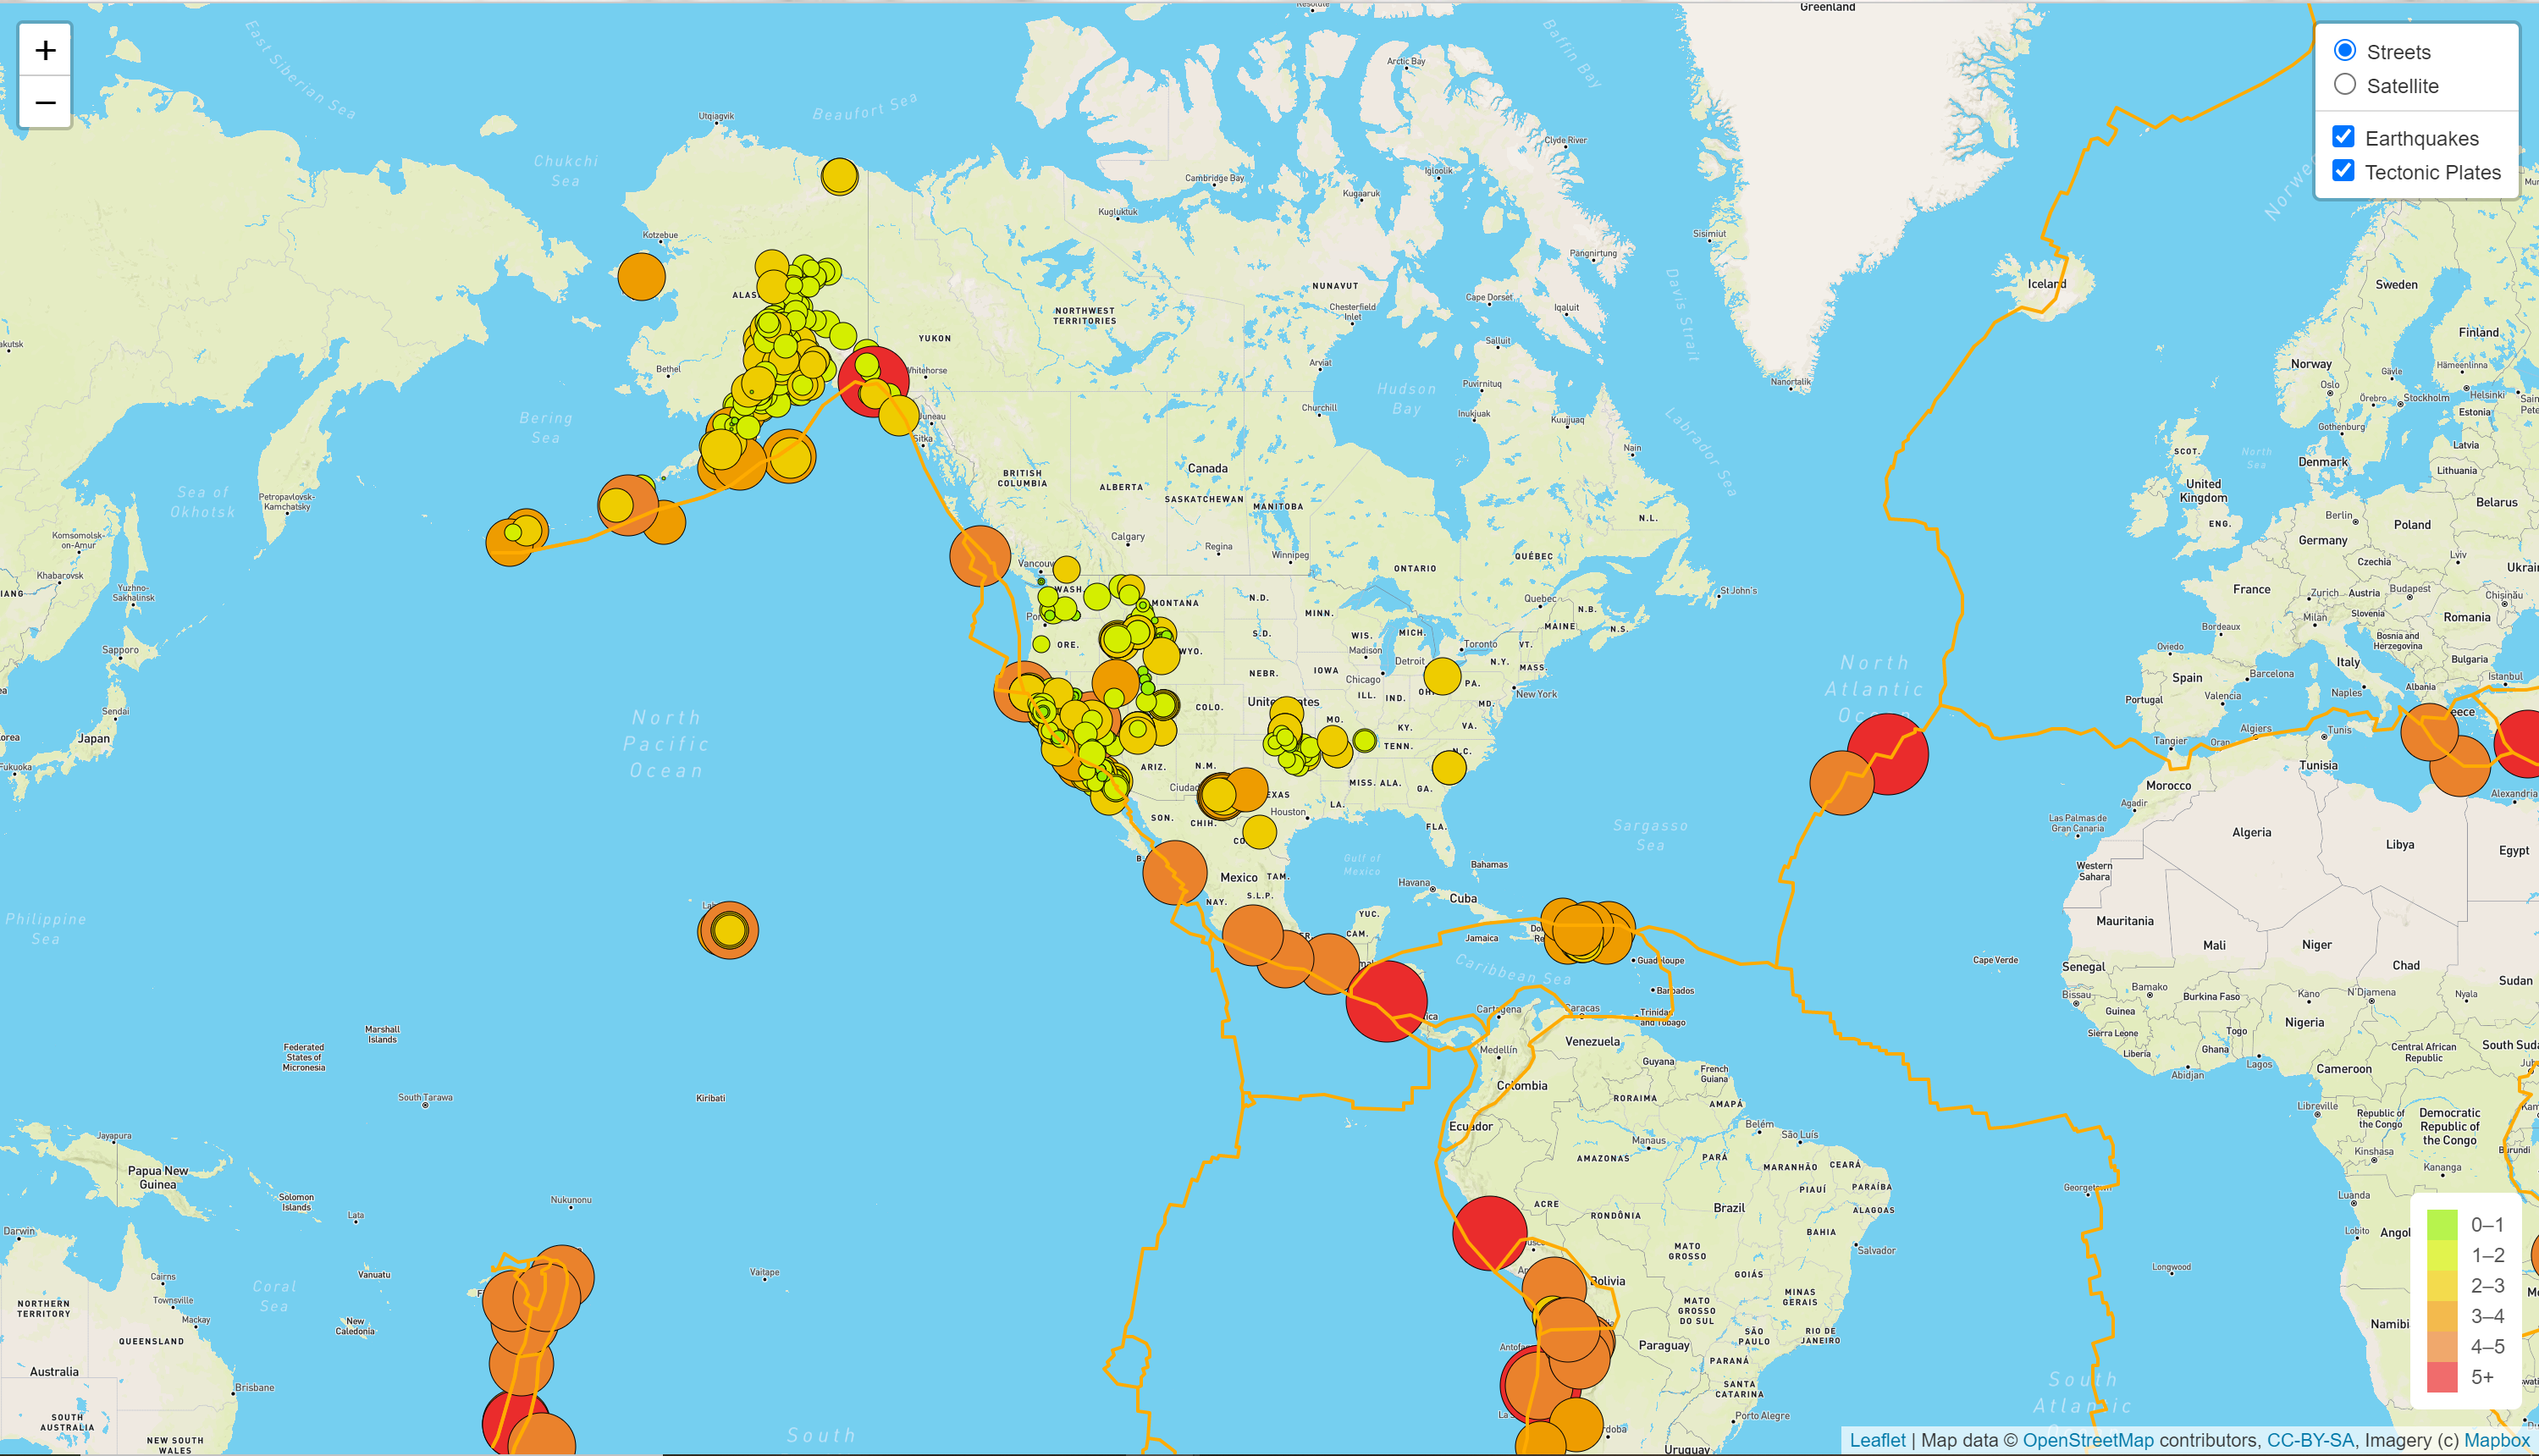 +
−
Streets
Satellite
Earthquakes
Tectonic Plates
Greenland
East Siberian Sea
Beaufort Sea
Baffin Bay
Arctic Bay
Utqiagvik
Chukchi
Sea
Clyde River
Cambridge Bay
Igloolik
Kugaaruk
Kugluktuk
Kotzebue
Sisimiut
Pangnirtung
Davis Strait
NUNAVUT
Iceland
Sweden
Cape Dorset
Iqaluit
Chesterfield
Inlet
NORTHWEST
TERRITORIES
YUKON
Finland
Salluit
Norway
Hämeenlinna
Bethel
Whitehorse
Arviat
Puvirnituq
Nanortalik
Oslo
Gävle
Helsinki
Hudson
Bay
Örebro
Stockholm
Churchill
Inukjuak
Kuujjuaq
Estonia
Bering
Sea
Juneau
Sitka
Labrador Sea
Gothenburg
Nain
Latvia
SCOT.
North
Sea
Denmark
Lithuania
BRITISH
COLUMBIA
Canada
ALBERTA
SASKATCHEWAN
MANITOBA
United
Kingdom
Belarus
Sea of
Okhotsk
Petropavlovsk-
Kamchatsky
N.L.
ENG.
Berlin
Poland
Komsomolsk-
on-Amur
Calgary
Regina
Winnipeg
QUÉBEC
ONTARIO
Germany
Lviv
Czechia
Khabarovsk
Yuzhno-
Sakhalinsk
WASH.
MONTANA
N.D.
MINN.
Quebec
N.B.
St John's
France
Zurich
Austria
Budapest
Chișinău
Slovenia
Milan
Romania
MAINE
N.S.
Bordeaux
ORE.
S.D.
WIS.
MICH.
Toronto
VT.
Madison
Detroit
N.Y.
MASS.
Bosnia and
Herzegovina
Oviedo
Sapporo
WYO.
NEBR.
IOWA
Chicago
PA.
New York
North
Atlantic
Italy
Bulgaria
Barcelona
Spain
Istanbul
Portugal
Valencia
Naples
Albania
COLO.
ILL.
IND.
MD.
Sendai
Japan
North
Pacific
Ocean
MO.
KY.
VA.
Algiers
Tunis
Tangier
Oran
TENN.
N.C.
ARIZ.
N.M.
Tunisia
Fukuoka
MISS.
ALA.
GA.
Morocco
Agadir
Alexandria
LA.
Houston
SON.
CHIH.
FLA.
Sargasso
Sea
Las Palmas de
Gran Canaria
Algeria
Libya
Egypt
Gulf of
Mexico
Bahamas
Western
Sahara
Mexico
TAM.
Havana
Cuba
S.L.P.
NAY.
YUC.
CAM.
Philippine
Sea
Jamaica
Mauritania
Mali
Niger
Caribbean Sea
Guadeloupe
Cape Verde
Senegal
Chad
Sudan
Barbados
Bamako
Bissau
Burkina Faso
Kano
N'Djamena
Nyala
Cartagena
Caracas
Trinidad
and Tobago
Guinea
Nigeria
Marshall
Islands
Sierra Leone
Togo
Federated
States of
Micronesia
Venezuela
Medellín
Guyana
Liberia
Ghana
Lagos
Central African
Republic
French
Guiana
Abidjan
Cameroon
Colombia
South Tarawa
Kiribati
RORAIMA
AMAPÁ
Libreville
Republic of
the Congo
Democratic
Republic of
the Congo
Ecuador
Belém
São Luís
Jayapura
Manaus
AMAZONAS
PARÁ
MARANHÃO
CEARÁ
Kinshasa
Kananga
Burundi
Papua New
Guinea
Solomon
Islands
Nukunonu
PIAUÍ
PARAÍBA
Luanda
Lata
ACRE
RONDÔNIA
Brazil
ALAGOAS
Darwin
BAHIA
Lobito
MATO
GROSSO
Salvador
Longwood
Cairns
Vanuatu
Vaitape
Coral
Sea
Bolivia
GOIÁS
Townsville
NORTHERN
TERRITORY
Mackay
MATO
GROSSO
DO SUL
MINAS
GERAIS
New
Caledonia
QUEENSLAND
SÃO
PAULO
RIO DE
JANEIRO
Paraguay
PARANÁ
Australia
Brisbane
SANTA
CATARINA
South
SOUTH
AUSTRALIA
Porto Alegre
NEW SOUTH
WALES
South
Uruguay
0–1
1–2
2–3
3–4
4–5
5+
Leaflet | Map data © OpenStreetMap contributors, CC-BY-SA, Imagery (c) Mapbox